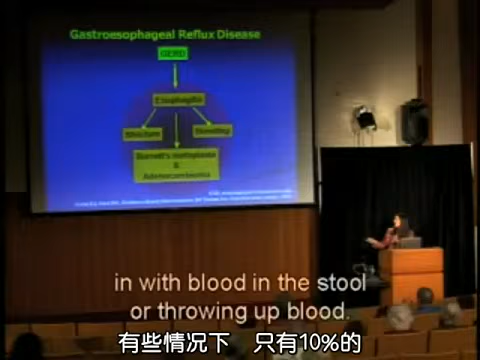 Gastroesophageal Reflux Disease
GERD
Esophagitis
Stricture
Bleeding
Barrett's metaplasia
&
Adenocarcinoma
in with blood in the stool
or throwing up blood.
有些情况下 只有10%的